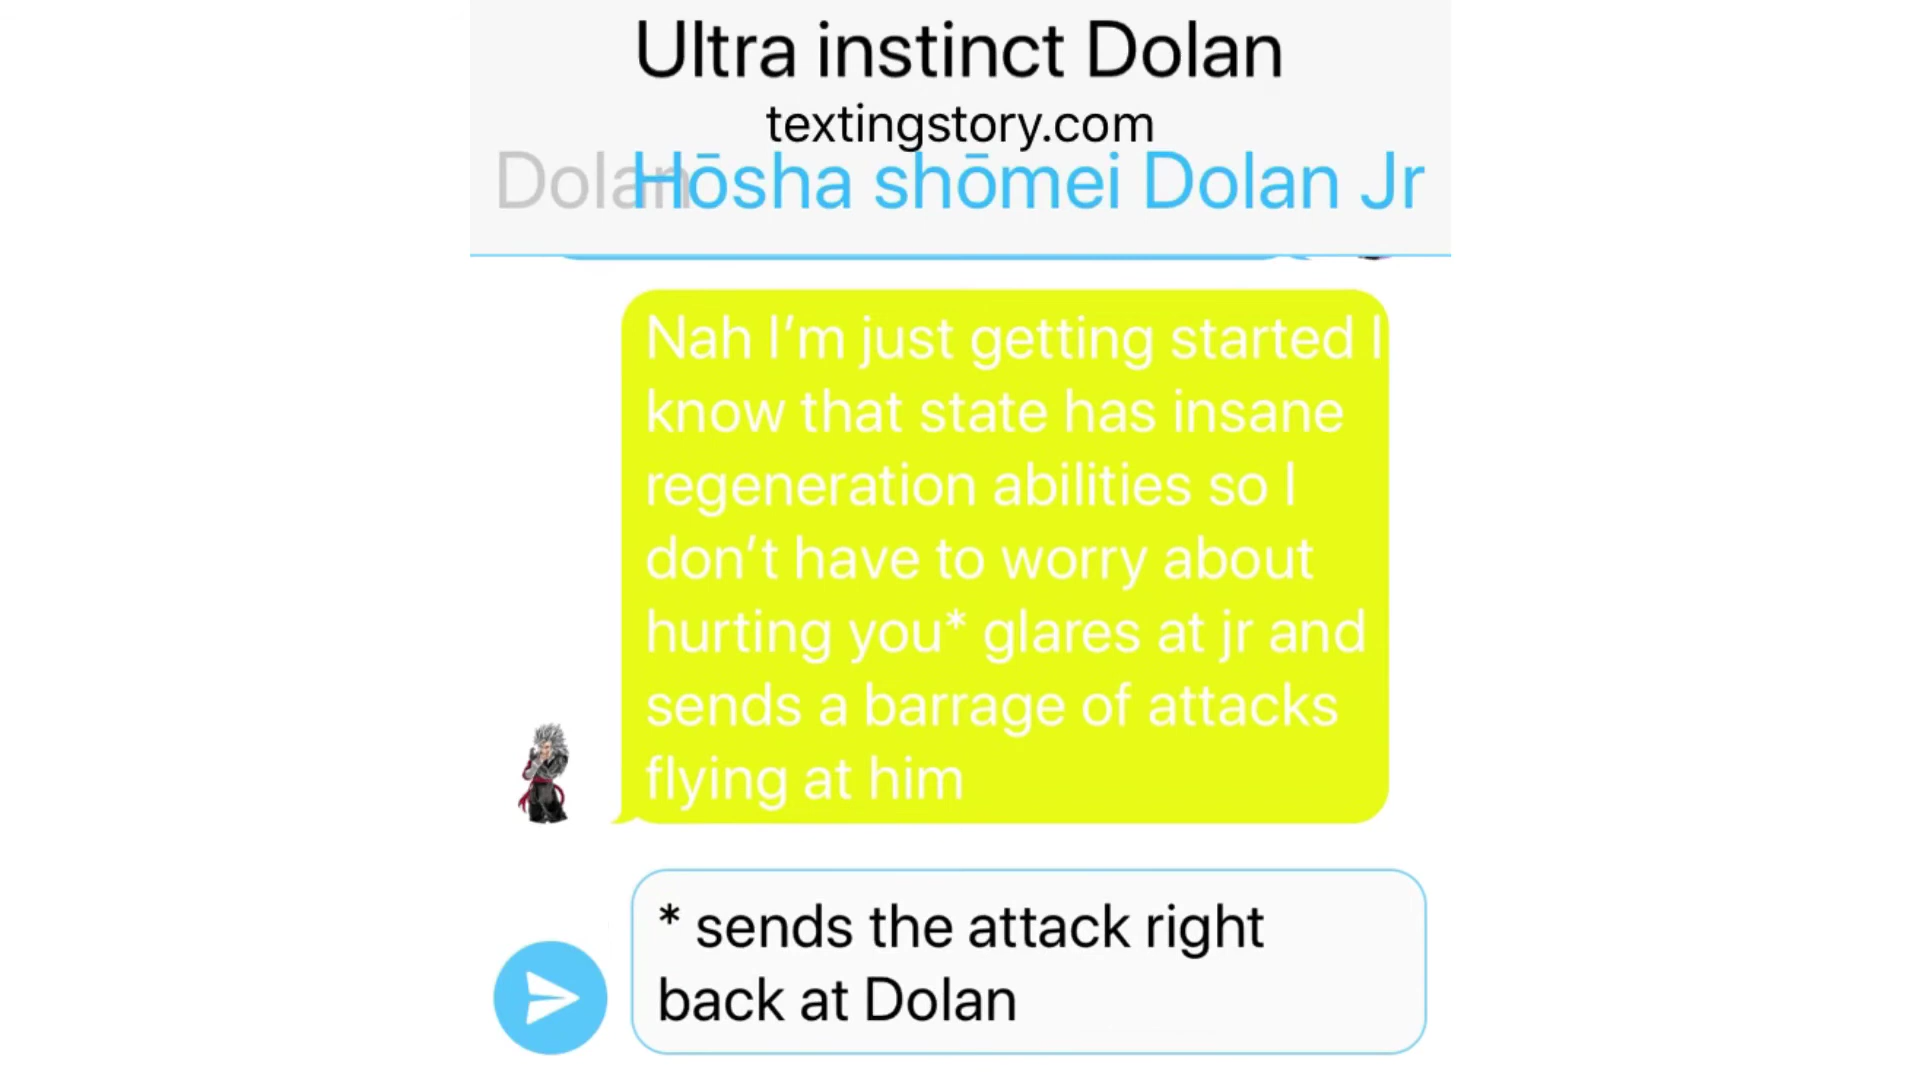 Ultra instinct Dolan
textingstory.com
Dolan
Hōsha shōmei Dolan Jr
Nah I’m just getting started I
know that state has insane
regeneration abilities so I
don’t have to worry about
hurting you* glares at jr and
sends a barrage of attacks
flying at him
* sends the attack right
back at Dolan